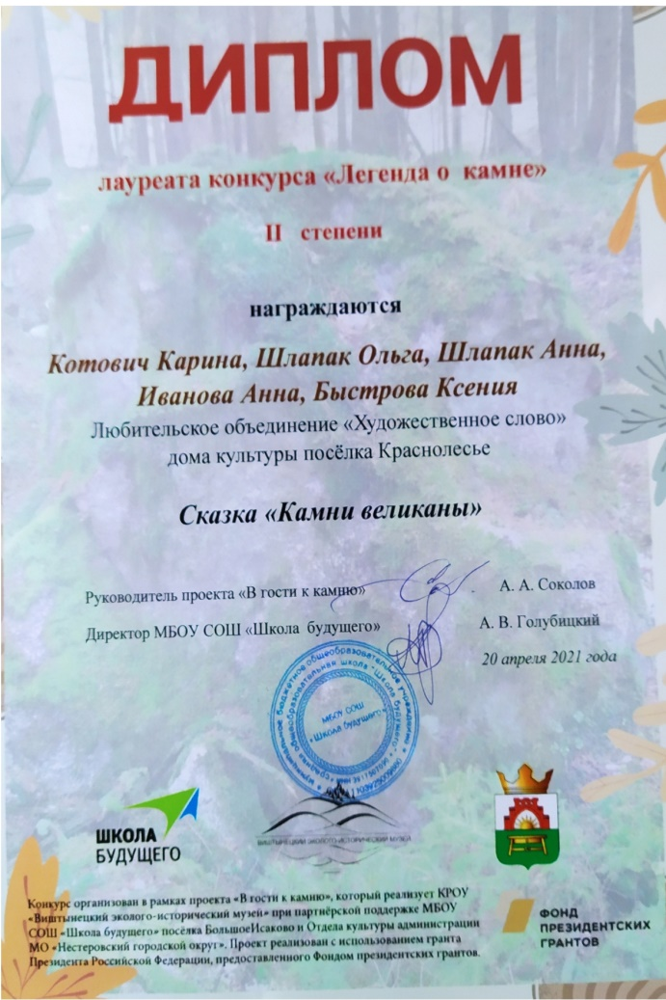 ДИПЛОМ
лауреата конкурса «Легенда о камне»
II степени
награждаются
Котович Карина, Шлапак Ольга, Шлапак Анна,
Иванова Анна, Быстрова Ксения
Любительское объединение «Художественное слово»
дома культуры посёлка Краснолесье
Сказка «Камни великаны»
Руководитель проекта «В гости к камню»
А. А. Соколов
Директор МБОУ СОШ «Школа будущего»
А. В. Голубицкий
20 апреля 2021 года
МБОУ СОШ
"Школа будущего"
ШКОЛА
БУДУЩЕГО
ВИШТЫНЕЦКИЙ ЭКОЛОГО-ИСТОРИЧЕСКИЙ МУЗЕЙ
Конкурс организован в рамках проекта «В гости к камню», который реализует КРОУ
«Виштынецкий эколого-исторический музей» при партнёрской поддержке МБОУ
СОШ «Школа будущего» посёлка БольшоеИсаково и Отдела культуры администрации
МО «Нестеровский городской округ». Проект реализован с использованием гранта
Президента Российской Федерации, предоставленного Фондом президентских грантов.
ФОНД
ПРЕЗИДЕНТСКИХ
ГРАНТОВ